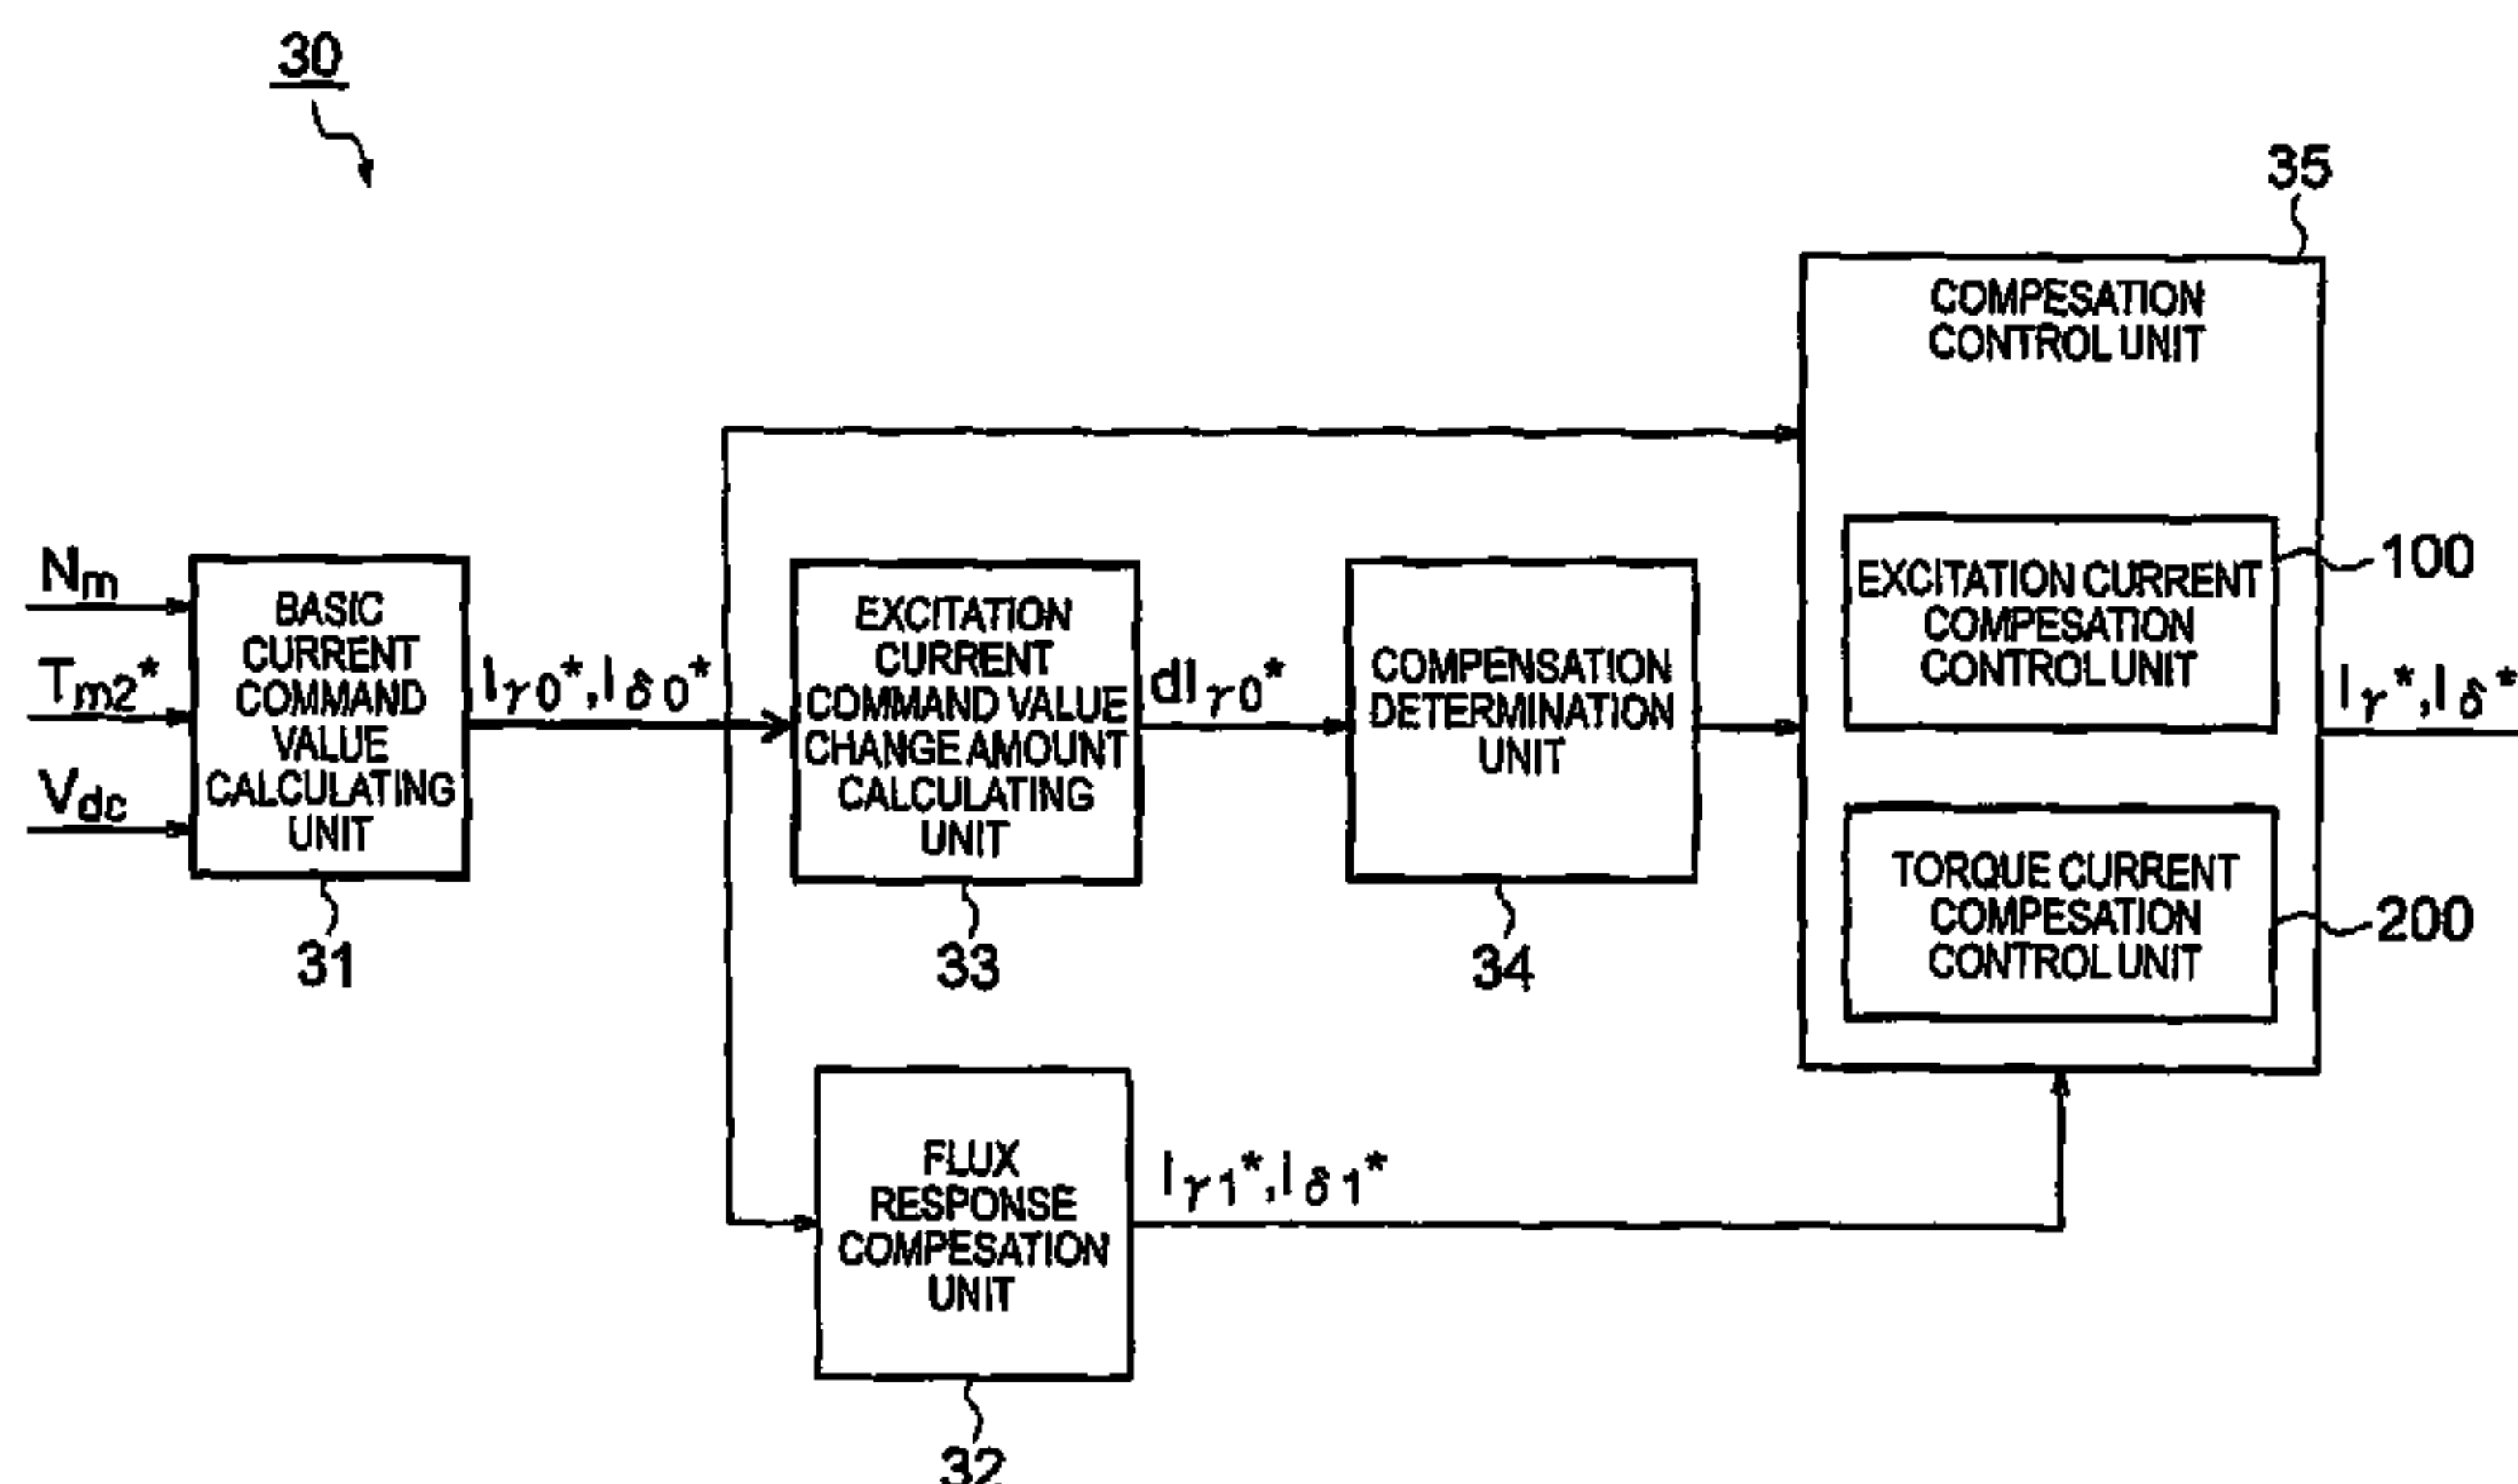 30
35
COMPESATION
CONTROL UNIT
Nm
Tm2*
Vdc
BASIC
CURRENT
COMMAND
VALUE
CALCULATING
UNIT
31
Iγ0*,Iδ0*
EXCITATION
CURRENT
COMMAND VALUE
CHANGE AMOUNT
CALCULATING
UNIT
33
dIγ0*
COMPENSATION
DETERMINATION
UNIT
34
EXCITATION CURRENT
COMPESATION
CONTROL UNIT
100
Iγ*,Iδ*
TORQUE CURRENT
COMPESATION
CONTROL UNIT
200
FLUX
RESPONSE
COMPESATION
UNIT
32
Iγ1*,Iδ1*